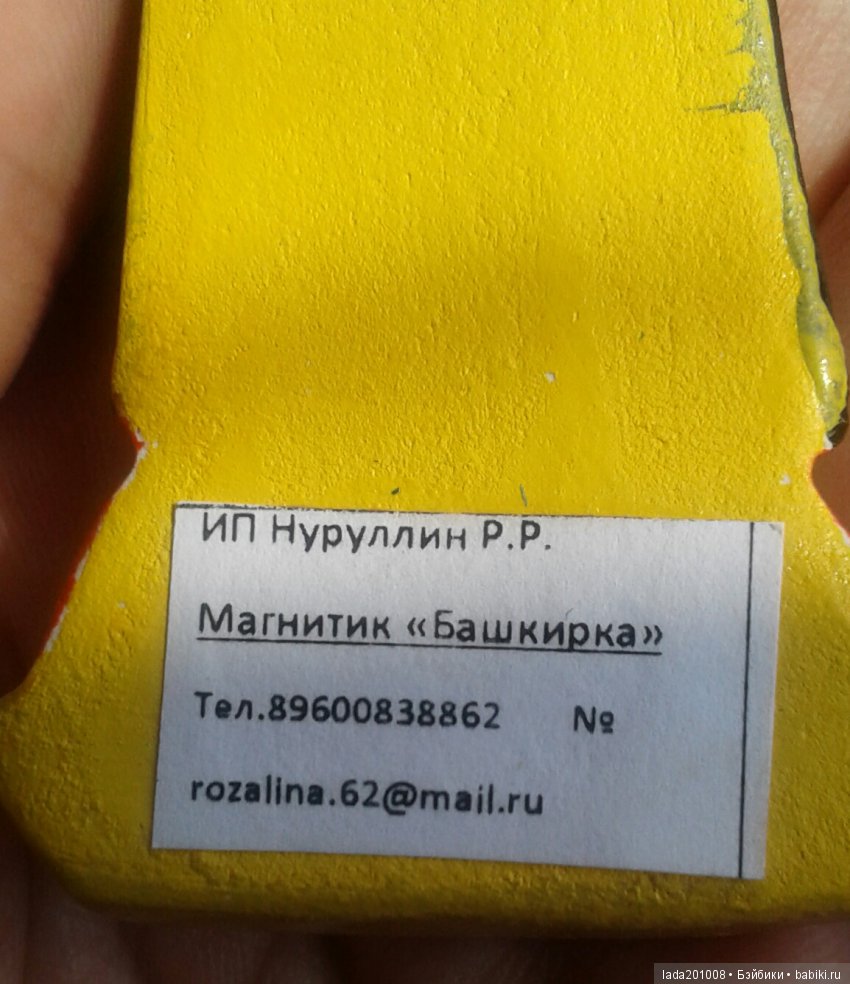 ИП Нуруллин Р.Р.
Магнитик «Башкирка»
Тел.89600838862 №
rozalina.62@mail.ru
lada201008 • Бэйбики • babiki.ru